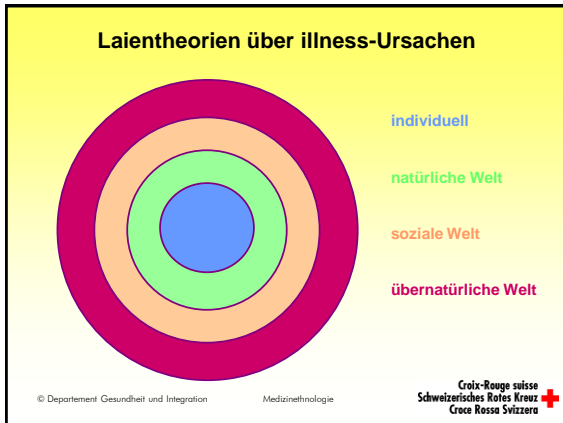 Laientheorien über illness-Ursachen
individuell
natürliche Welt
soziale Welt
übernatürliche Welt
© Departement Gesundheit und Integration
Medizinethnologie
Croix-Rouge suisse
Schweizerisches Rotes Kreuz
Croce Rossa Svizzera